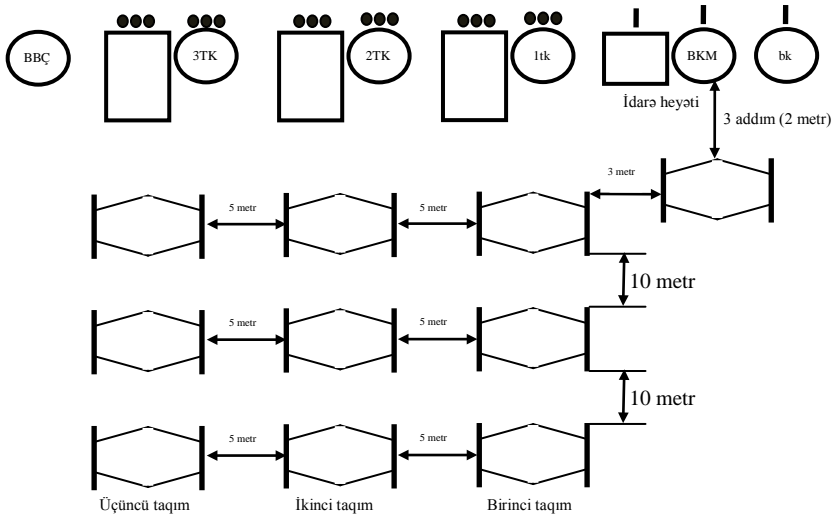 BBÇ
3TK
2TK
1tk
BKM
bk
İdarə heyəti
3 addım (2 metr)
3 metr
5 metr
5 metr
10 metr
5 metr
5 metr
10 metr
5 metr
5 metr
Üçüncü taqım
İkinci taqım
Birinci taqım